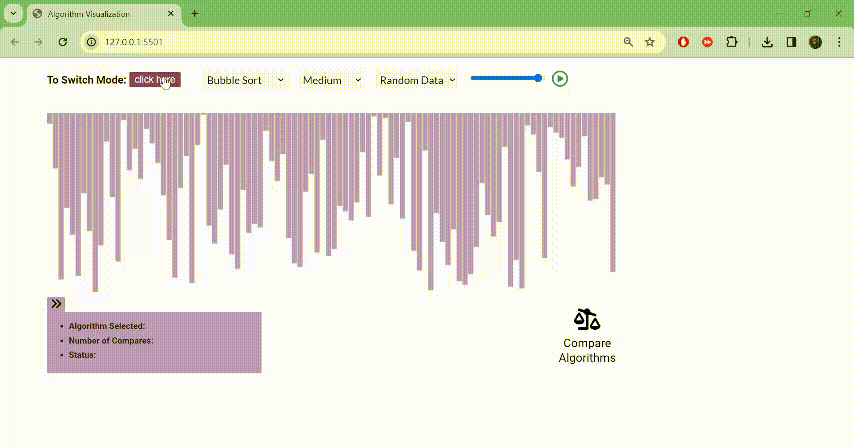 Algorithm Visualization
127.0.0.1:5501
To Switch Mode: click here Bubble Sort Medium Random Data
Algorithm Selected:
Number of Compares:
Status:
Compare
Algorithms